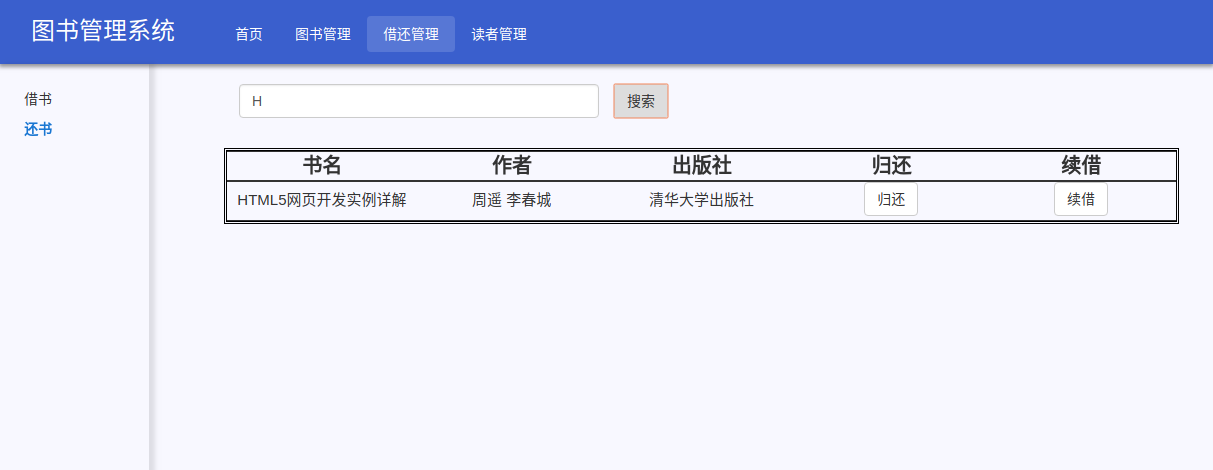 图书管理系统 首页 图书管理 借还管理 读者管理
借书
还书
H 搜索
书名 作者 出版社 归还 续借
HTML5网页开发实例详解 周遥 李春城 清华大学出版社 归还 续借